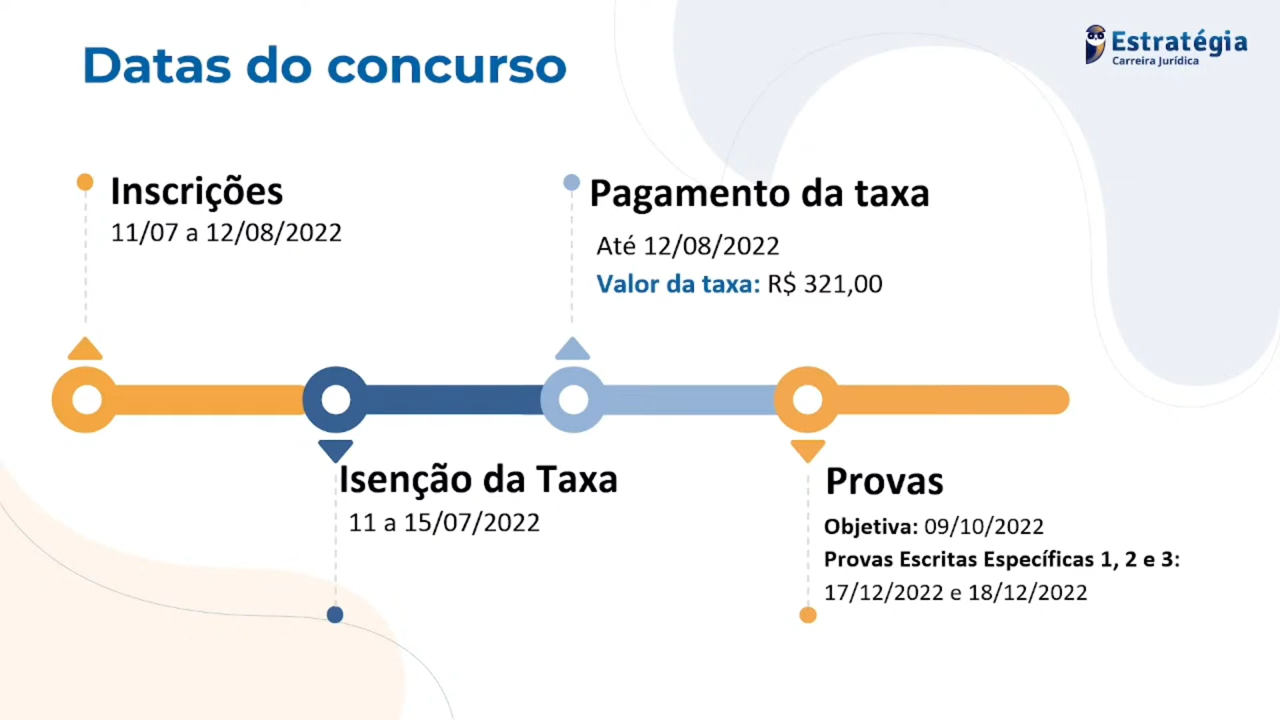 Datas do concurso
Estratégia
Carreira Jurídica
Inscrições
11/07 a 12/08/2022
Pagamento da taxa
Até 12/08/2022
Valor da taxa: R$ 321,00
Isenção da Taxa
11 a 15/07/2022
Provas
Objetiva: 09/10/2022
Provas Escritas Específicas 1, 2 e 3:
17/12/2022 e 18/12/2022